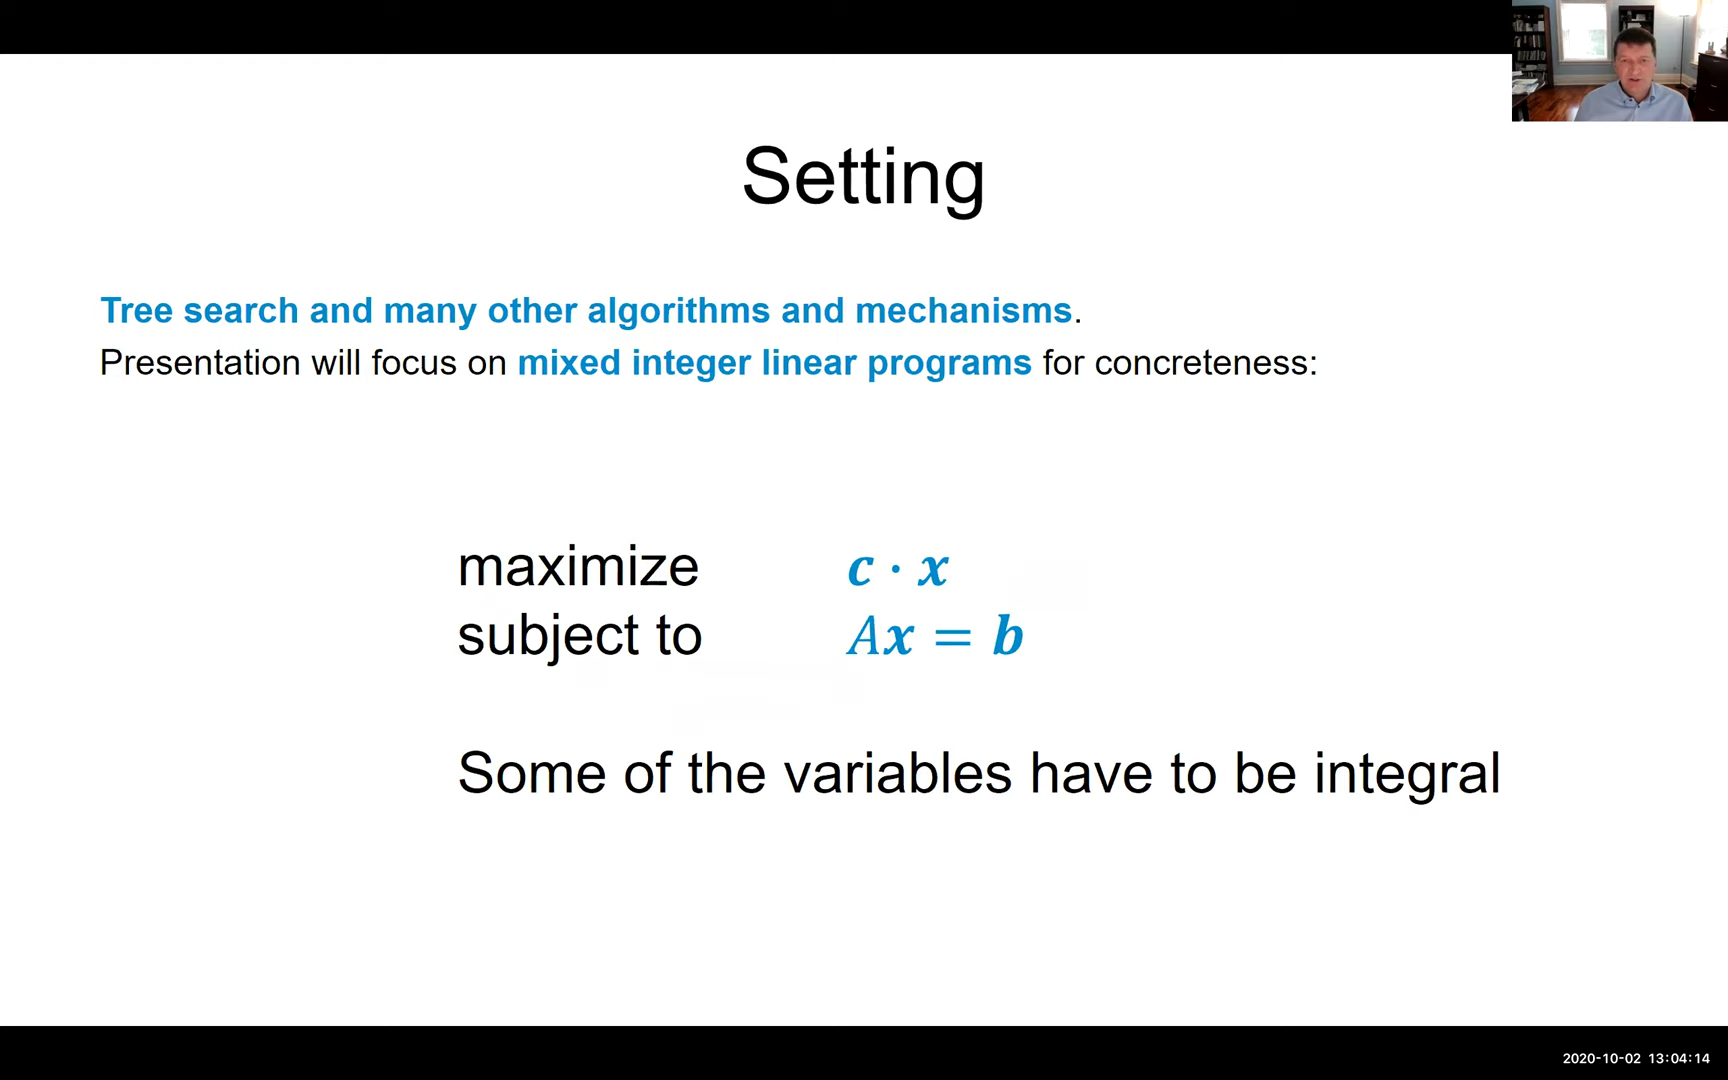 Setting
Tree search and many other algorithms and mechanisms.
Presentation will focus on mixed integer linear programs for concreteness:
maximize c · x
subject to Ax = b
Some of the variables have to be integral
2020-10-02 13:04:14